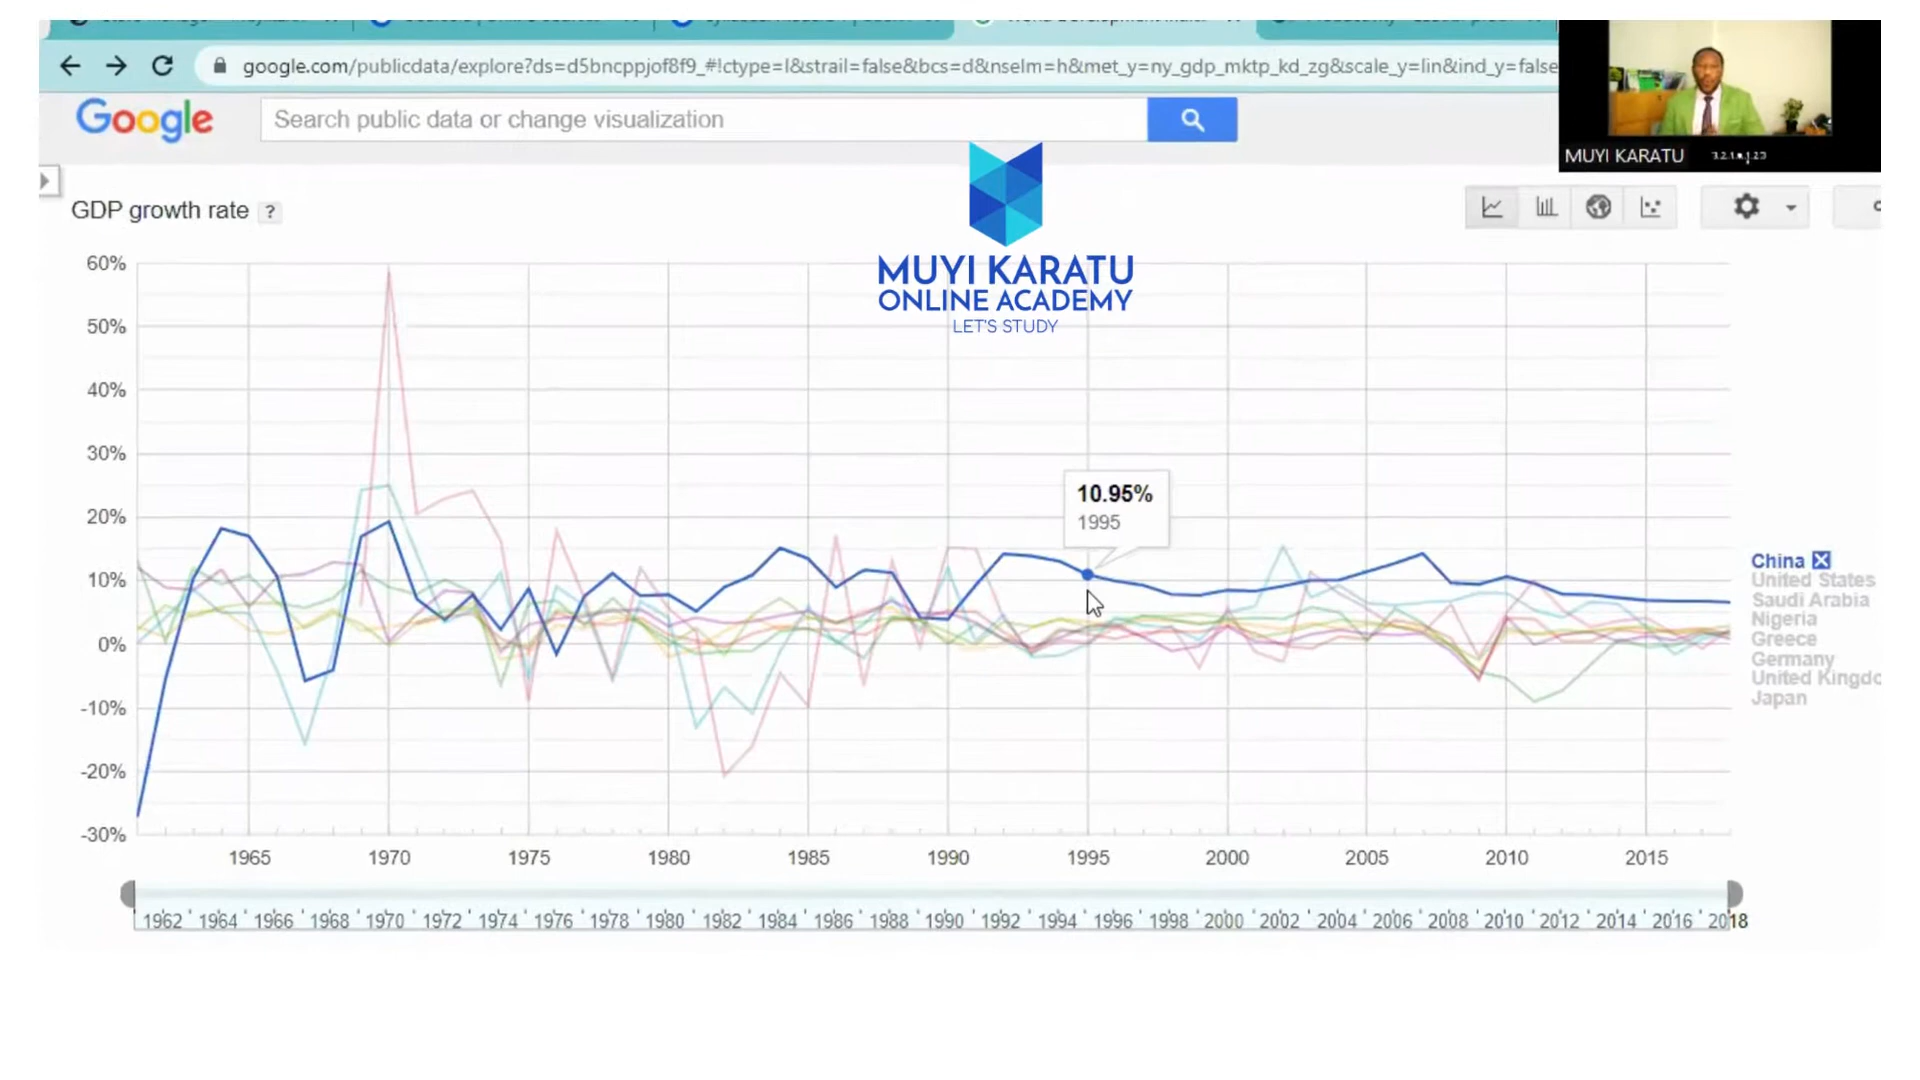 google.com/publicdata/explore?ds=d5bncppjof8f9_#!ctype=l&strail=false&bcs=d&nselm=h&met_y=ny_gdp_mktp_kd_zg&scale_y=lin&ind_y=false
Google
Search public data or change visualization
MUYI KARATU
GDP growth rate ?
MUYI KARATU
ONLINE ACADEMY
LET'S STUDY
60%
50%
40%
30%
20%
10%
0%
-10%
-20%
-30%
10.95%
1995
China
United States
Saudi Arabia
Nigeria
Greece
Germany
United Kingdo
Japan
1965 1970 1975 1980 1985 1990 1995 2000 2005 2010 2015
1962 1964 1966 1968 1970 1972 1974 1976 1978 1980 1982 1984 1986 1988 1990 1992 1994 1996 1998 2000 2002 2004 2006 2008 2010 2012 2014 2016 2018